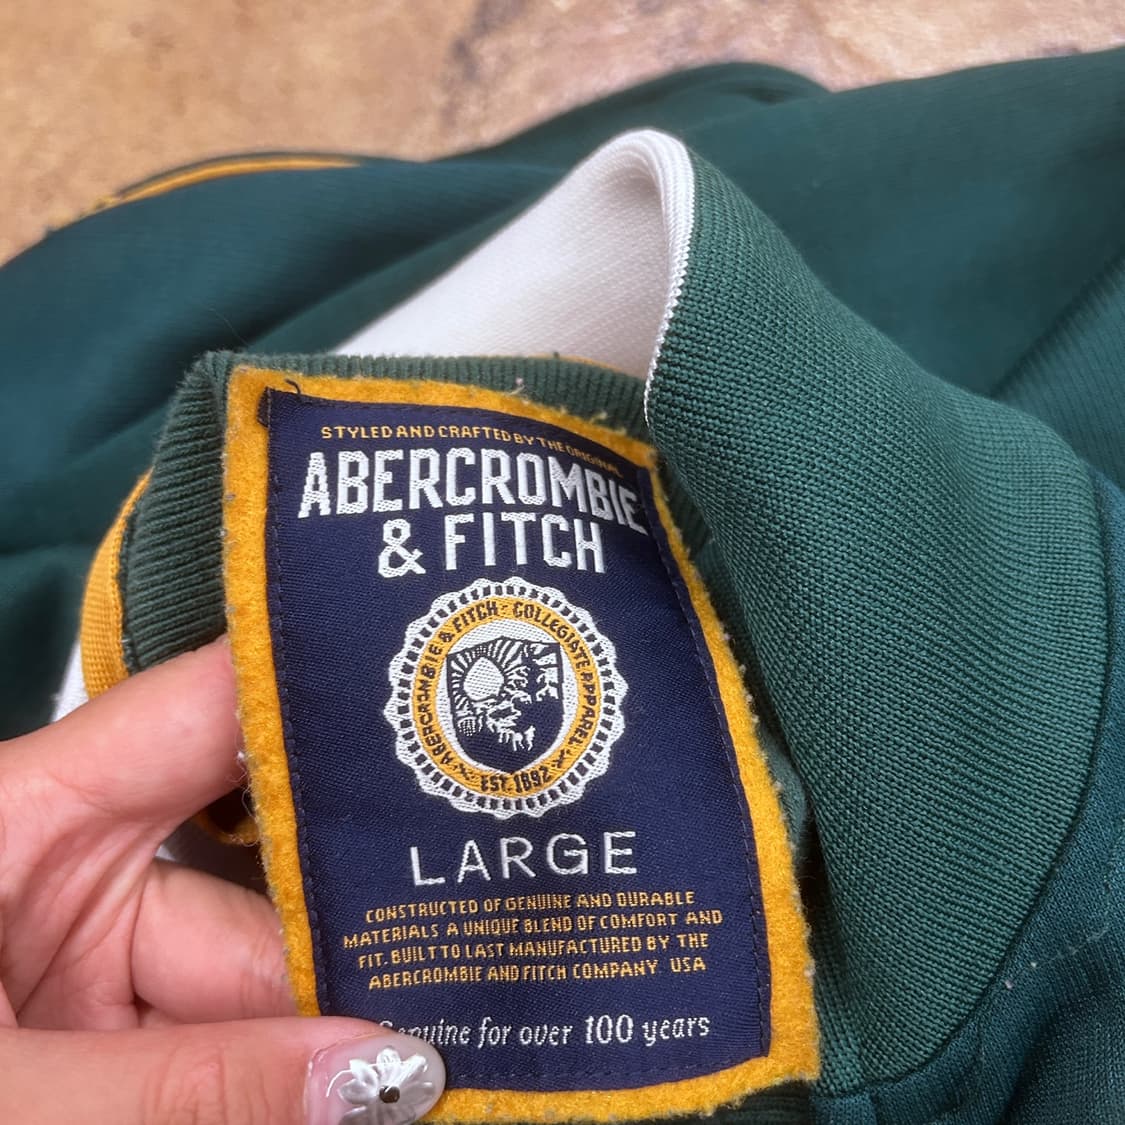 STYLED AND CRAFTED BY THE ORIGINAL
ABERCROMBIE
& FITCH
ABERCROMBIE & FITCH - COLLEGIATE APPAREL
EST. 1892
LARGE
CONSTRUCTED OF GENUINE AND DURABLE
MATERIALS A UNIQUE BLEND OF COMFORT AND
FIT. BUILT TO LAST MANUFACTURED BY THE
ABERCROMBIE AND FITCH COMPANY USA
Genuine for over 100 years